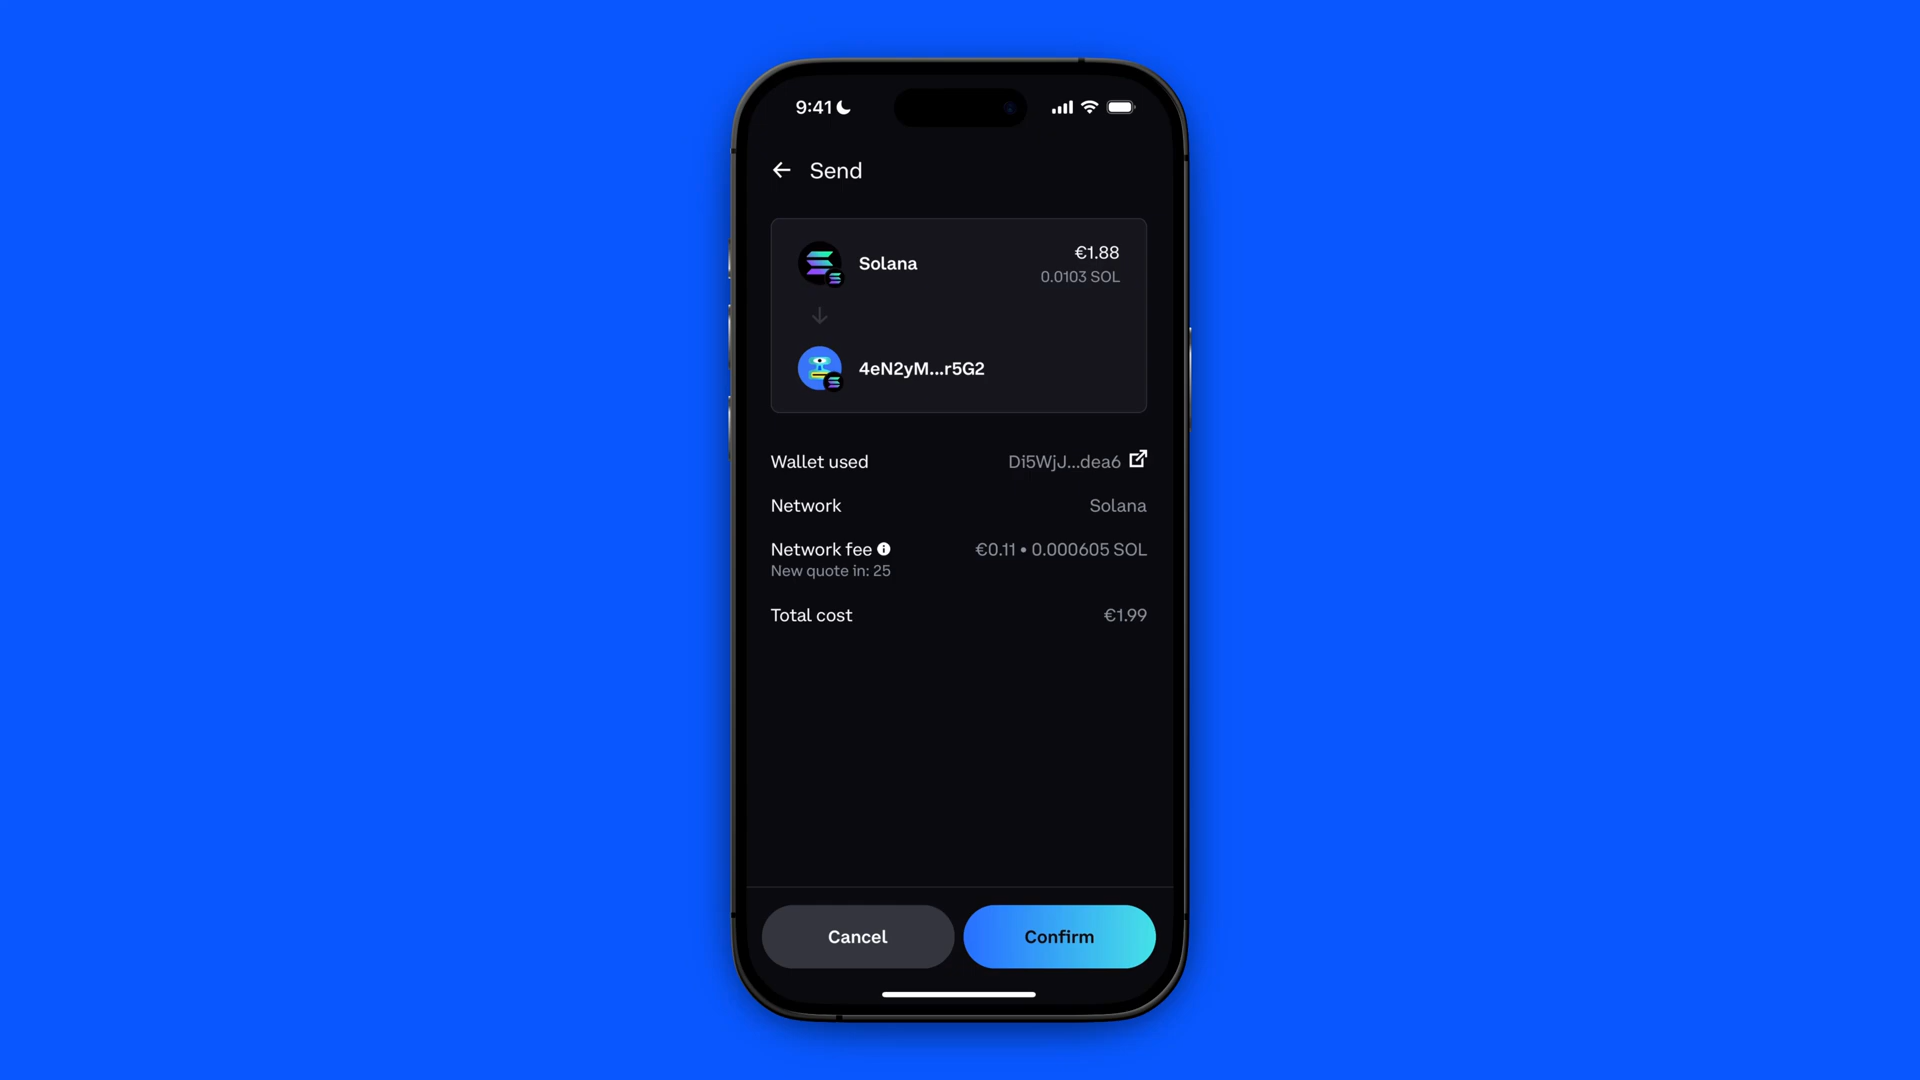 9:41
Send
Solana
€1.88
0.0103 SOL
4eN2yM...r5G2
Wallet used
Di5WjJ...dea6
Network
Solana
Network fee
€0.11 • 0.000605 SOL
New quote in: 25
Total cost
€1.99
Cancel
Confirm